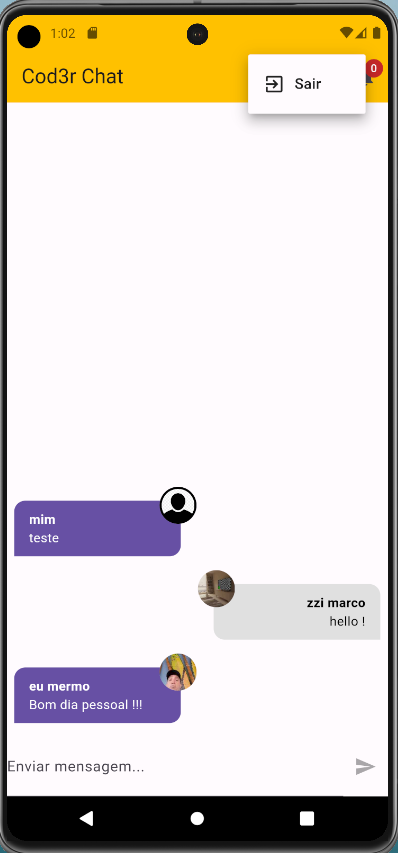 1:02
Cod3r Chat
Sair
0
mim
teste
zzi marco
hello !
eu mermo
Bom dia pessoal !!!
Enviar mensagem...